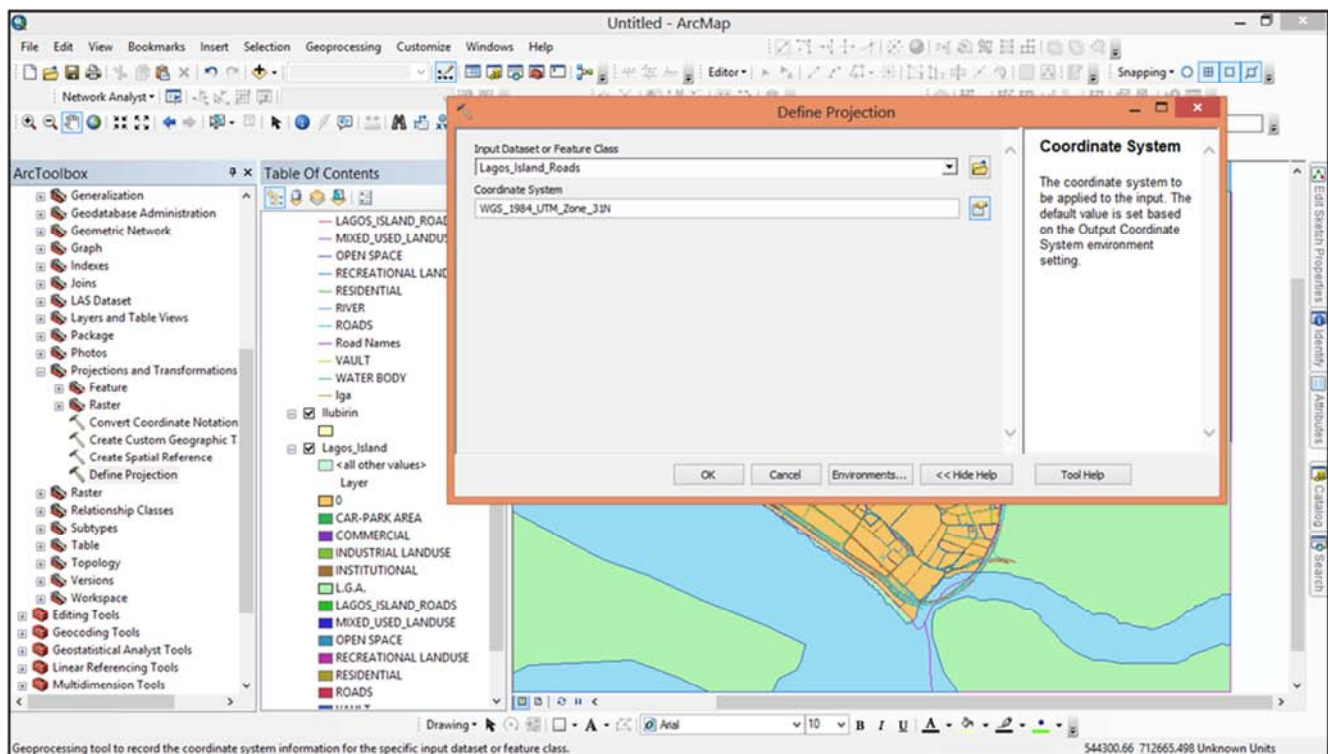 Untitled - ArcMap
File Edit View Bookmarks Insert Selection Geoprocessing Customize Windows Help
Editor
Snapping
Network Analyst
Define Projection
Input Dataset or Feature Class
Lagos_Island_Roads
Coordinate System
WGS_1984_UTM_Zone_31N
OK
Cancel
Environments...
<< Hide Help
Tool Help
Coordinate System
The coordinate system to
be applied to the input. The
default value is set based
on the Output Coordinate
System environment
setting.
ArcToolbox
Generalization
Geodatabase Administration
Geometric Network
Graph
Indexes
Joins
LAS Dataset
Layers and Table Views
Package
Photos
Projections and Transformations
Feature
Raster
Convert Coordinate Notation
Create Custom Geographic T
Create Spatial Reference
Define Projection
Raster
Relationship Classes
Subtypes
Table
Topology
Versions
Workspace
Editing Tools
Geocoding Tools
Geostatistical Analyst Tools
Linear Referencing Tools
Multidimension Tools
Table Of Contents
LAGOS_ISLAND_ROAD
MIXED_USED_LANDUS
OPEN SPACE
RECREATIONAL LAND
RESIDENTIAL
RIVER
ROADS
Road Names
VAULT
WATER BODY
Iga
Ilubirin
Lagos_Island
<all other values>
Layer
0
CAR-PARK AREA
COMMERCIAL
INDUSTRIAL LANDUSE
INSTITUTIONAL
L.G.A.
LAGOS_ISLAND_ROADS
MIXED_USED_LANDUSE
OPEN SPACE
RECREATIONAL LANDUSE
RESIDENTIAL
ROADS
Edit Sketch Properties
Identify
Attributes
Catalog
Search
Drawing
Arial
10
B I U A
Geoprocessing tool to record the coordinate system information for the specific input dataset or feature class.
544300.66 712665.498 Unknown Units